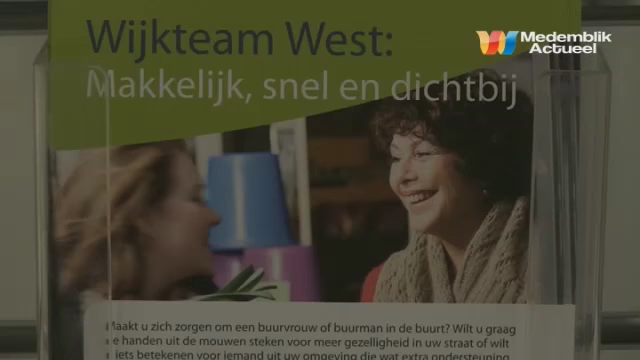 Wijkteam West:
Makkelijk, snel en dichtbij
Medemblik
Actueel
Maakt u zich zorgen om een buurvrouw of buurman in de buurt? Wilt u graag
de handen uit de mouwen steken voor meer gezelligheid in uw straat of wilt
u iets betekenen voor iemand uit uw omgeving die wat extra ondersteuning